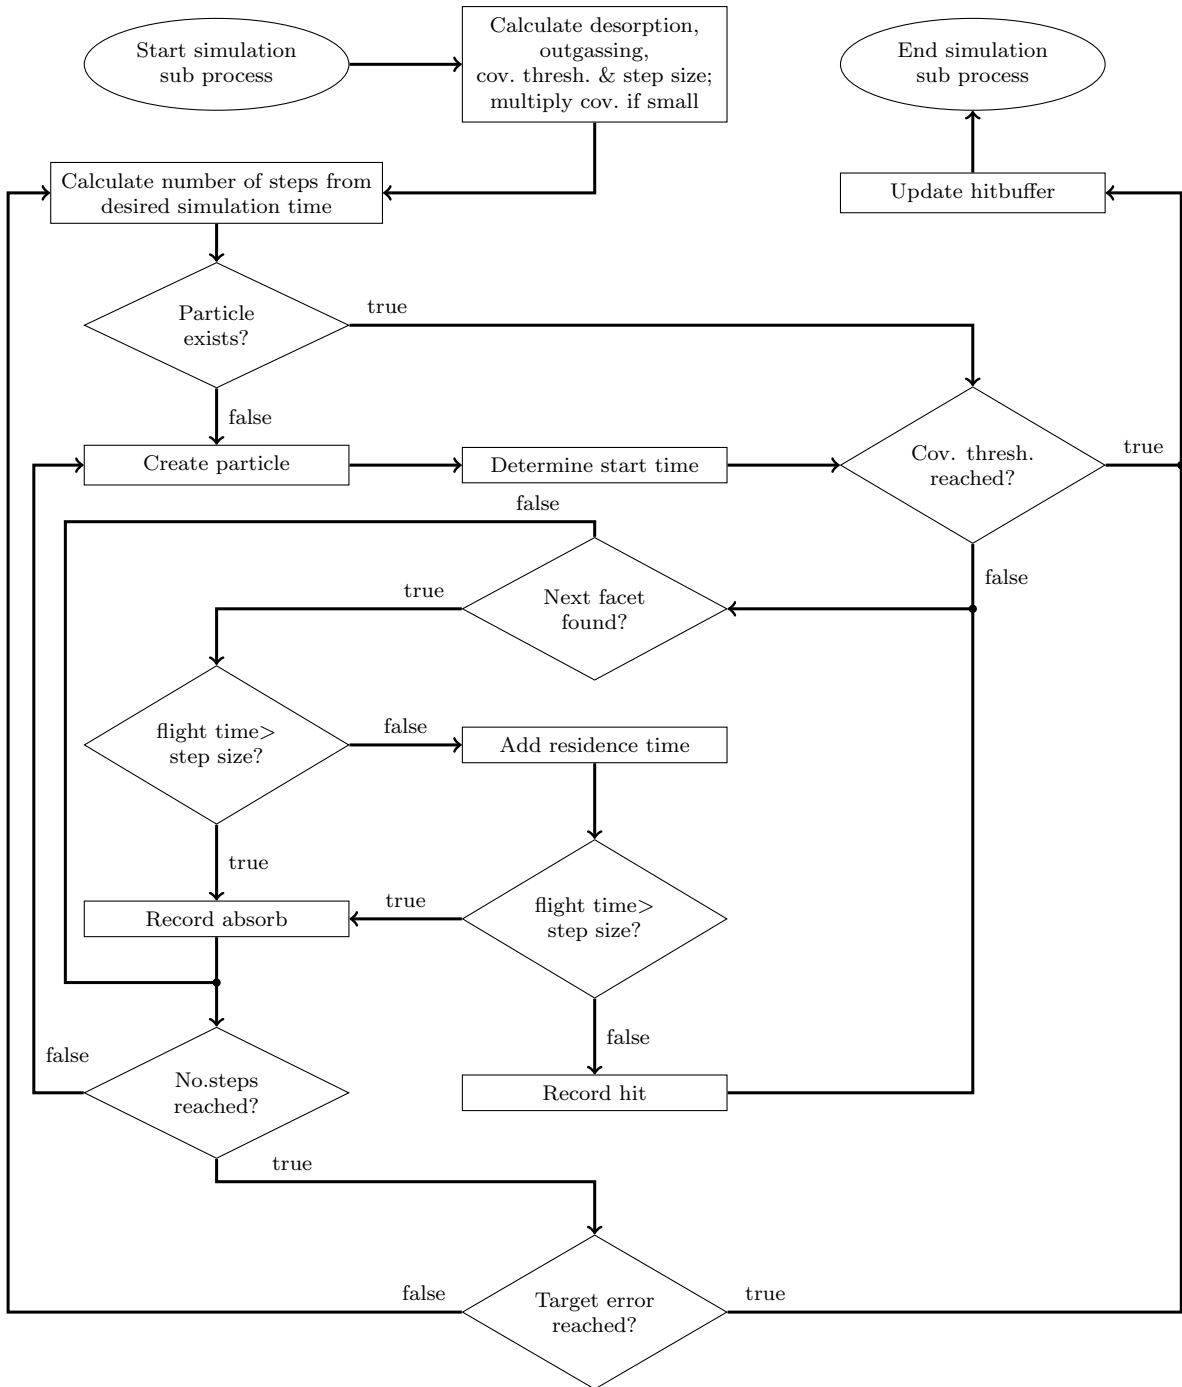 Start simulation
sub process
Calculate desorption,
outgassing,
cov. thresh. & step size;
multiply cov. if small
End simulation
sub process
Calculate number of steps from
desired simulation time
Update hitbuffer
Particle
exists?
true
false
Create particle
Determine start time
Cov. thresh.
reached?
true
false
false
Next facet
found?
true
flight time>
step size?
false
Add residence time
true
Record absorb
true
flight time>
step size?
false
Record hit
false
No.steps
reached?
true
false
Target error
reached?
true